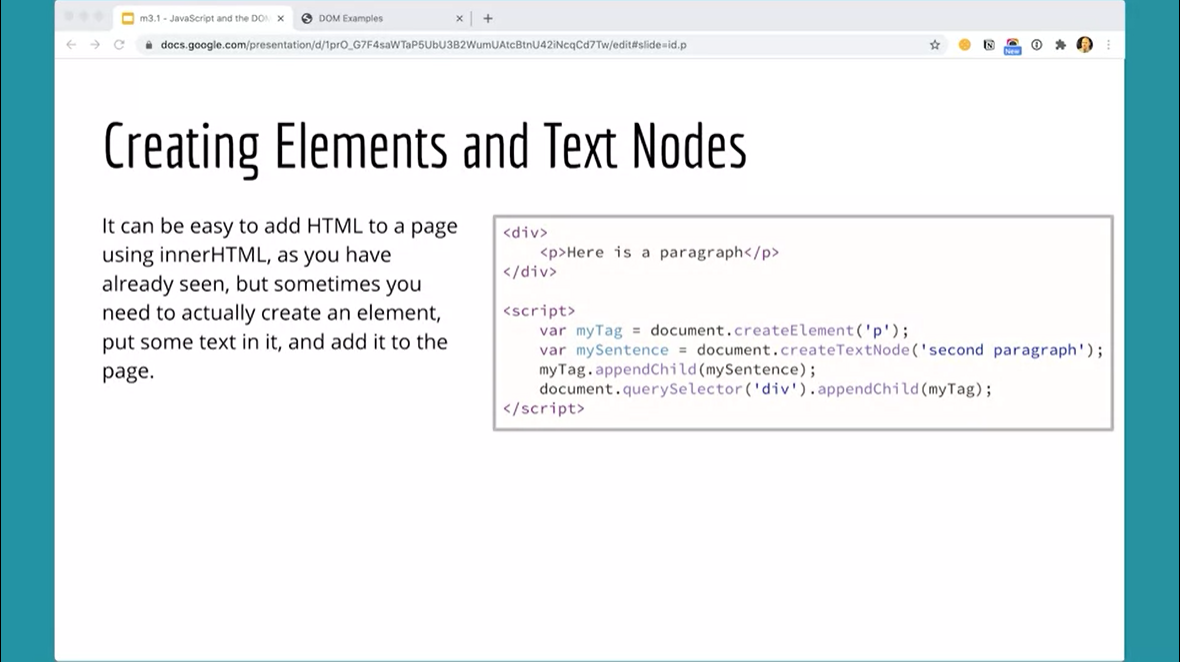 m3.1 - JavaScript and the DOM
DOM Examples
docs.google.com/presentation/d/1prO_G7F4saWTaP5UbU3B2WumUAtcBtnU42iNcqCd7Tw/edit#slide=id.p
New
Creating Elements and Text Nodes
It can be easy to add HTML to a page
using innerHTML, as you have
already seen, but sometimes you
need to actually create an element,
put some text in it, and add it to the
page.
<div>
    <p>Here is a paragraph</p>
</div>
<script>
    var myTag = document.createElement('p');
    var mySentence = document.createTextNode('second paragraph');
    myTag.appendChild(mySentence);
    document.querySelector('div').appendChild(myTag);
</script>